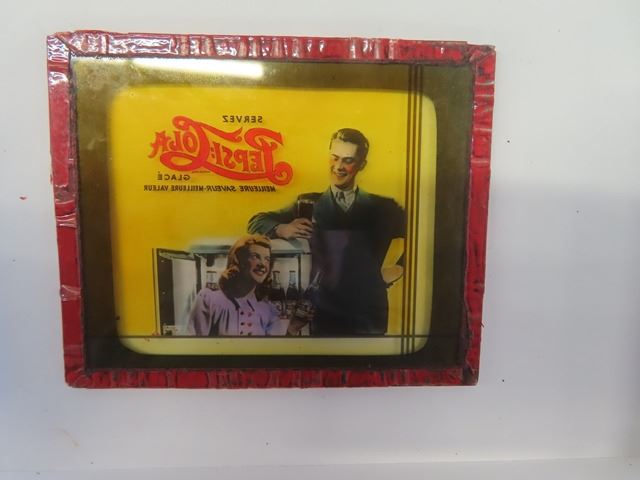 SERVEZ
PEPSI-COLA
GLACÉ
MEILLEURE SAVEUR-MEILLEURE VALEUR